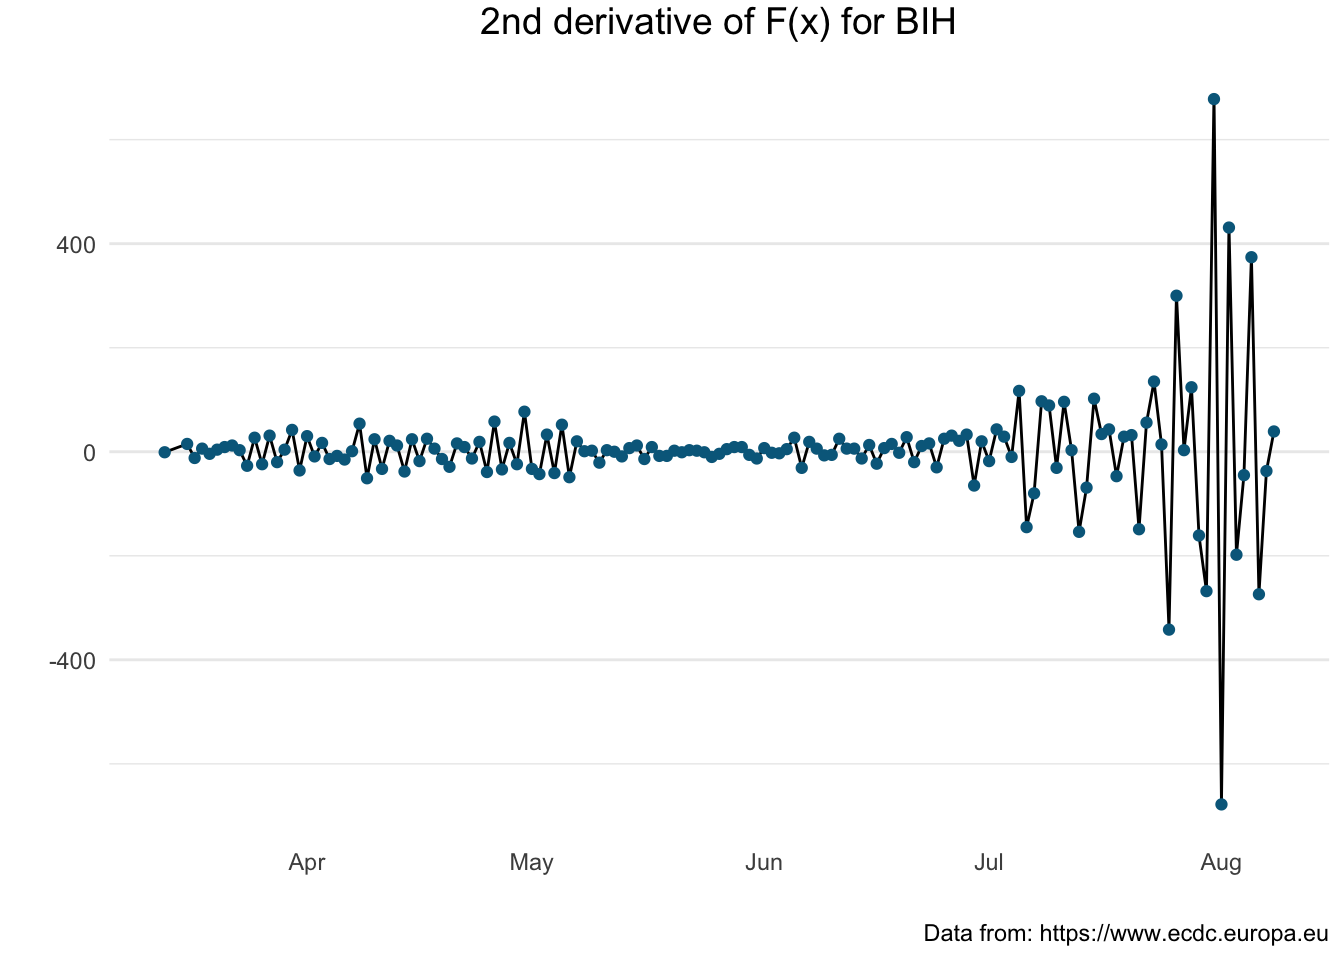 2nd derivative of F(x) for BIH
400
0
-400
Apr May Jun Jul Aug
Data from: https://www.ecdc.europa.eu